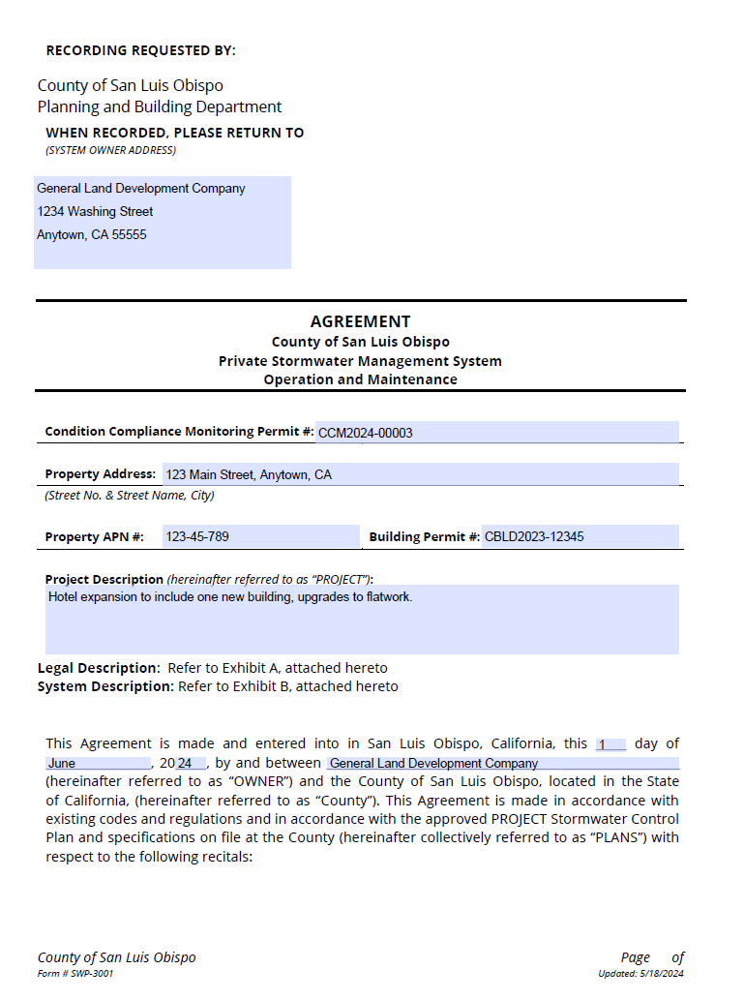 RECORDING REQUESTED BY:
County of San Luis Obispo
Planning and Building Department
WHEN RECORDED, PLEASE RETURN TO
(SYSTEM OWNER ADDRESS)
General Land Development Company
1234 Washing Street
Anytown, CA 55555
AGREEMENT
County of San Luis Obispo
Private Stormwater Management System
Operation and Maintenance
Condition Compliance Monitoring Permit #: CCM2024-00003
Property Address: 123 Main Street, Anytown, CA
(Street No. & Street Name, City)
Property APN #: 123-45-789 Building Permit #: CBLD2023-12345
Project Description (hereinafter referred to as “PROJECT”):
Hotel expansion to include one new building, upgrades to flatwork.
Legal Description: Refer to Exhibit A, attached hereto
System Description: Refer to Exhibit B, attached hereto
This Agreement is made and entered into in San Luis Obispo, California, this 1 day of
June, 2024, by and between General Land Development Company
(hereinafter referred to as “OWNER”) and the County of San Luis Obispo, located in the State
of California, (hereinafter referred to as “County”). This Agreement is made in accordance with
existing codes and regulations and in accordance with the approved PROJECT Stormwater Control
Plan and specifications on file at the County (hereinafter collectively referred to as “PLANS”) with
respect to the following recitals:
County of San Luis Obispo Page of
Form # SWP-3001 Updated: 5/18/2024